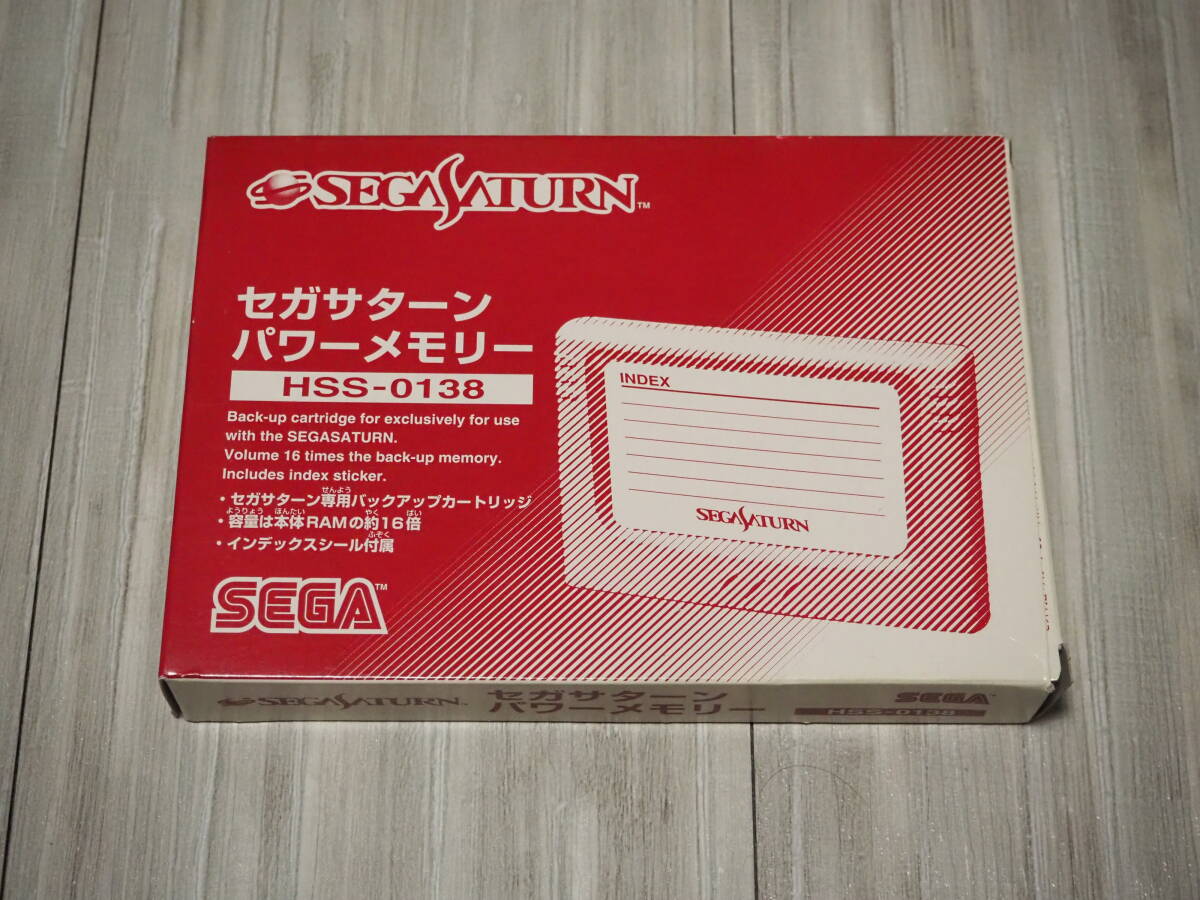 SEGASATURN™
セガサターン
パワーメモリー
HSS-0138
Back-up cartridge for exclusively for use
with the SEGASATURN.
Volume 16 times the back-up memory.
Includes index sticker.
・セガサターン専用バックアップカートリッジ
・容量は本体RAMの約16倍
・インデックスシール付属
SEGA™
INDEX
SEGASATURN
SEGASATURN™
セガサターン
パワーメモリー
SEGA™
HSS-0138